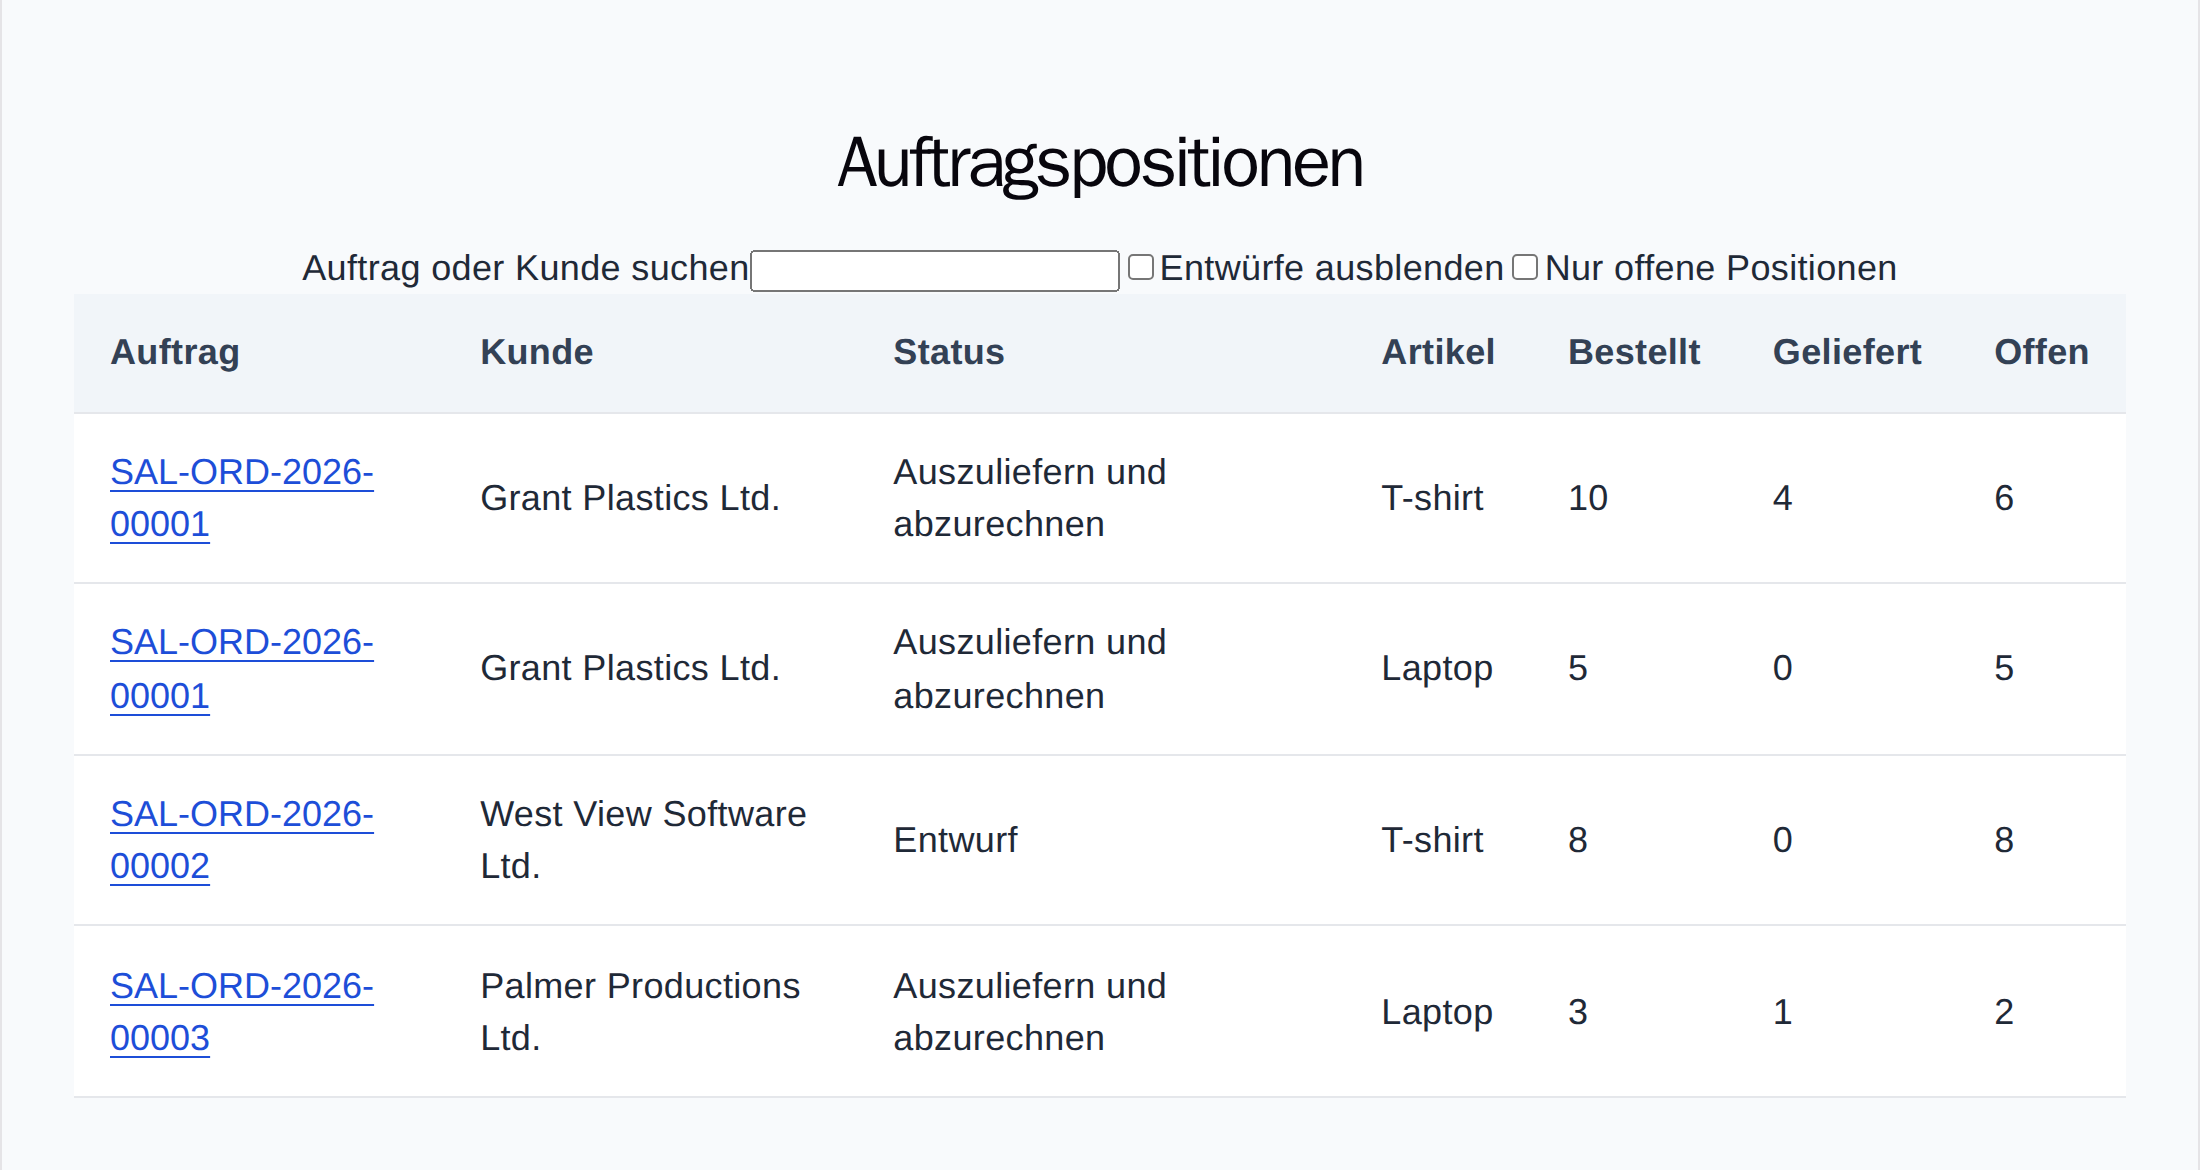 Auftragspositionen
Auftrag oder Kunde suchen Entwürfe ausblenden Nur offene Positionen
Auftrag Kunde Status Artikel Bestellt Geliefert Offen
SAL-ORD-2026-00001 Grant Plastics Ltd. Auszuliefern und abzurechnen T-shirt 10 4 6
SAL-ORD-2026-00001 Grant Plastics Ltd. Auszuliefern und abzurechnen Laptop 5 0 5
SAL-ORD-2026-00002 West View Software Ltd. Entwurf T-shirt 8 0 8
SAL-ORD-2026-00003 Palmer Productions Ltd. Auszuliefern und abzurechnen Laptop 3 1 2